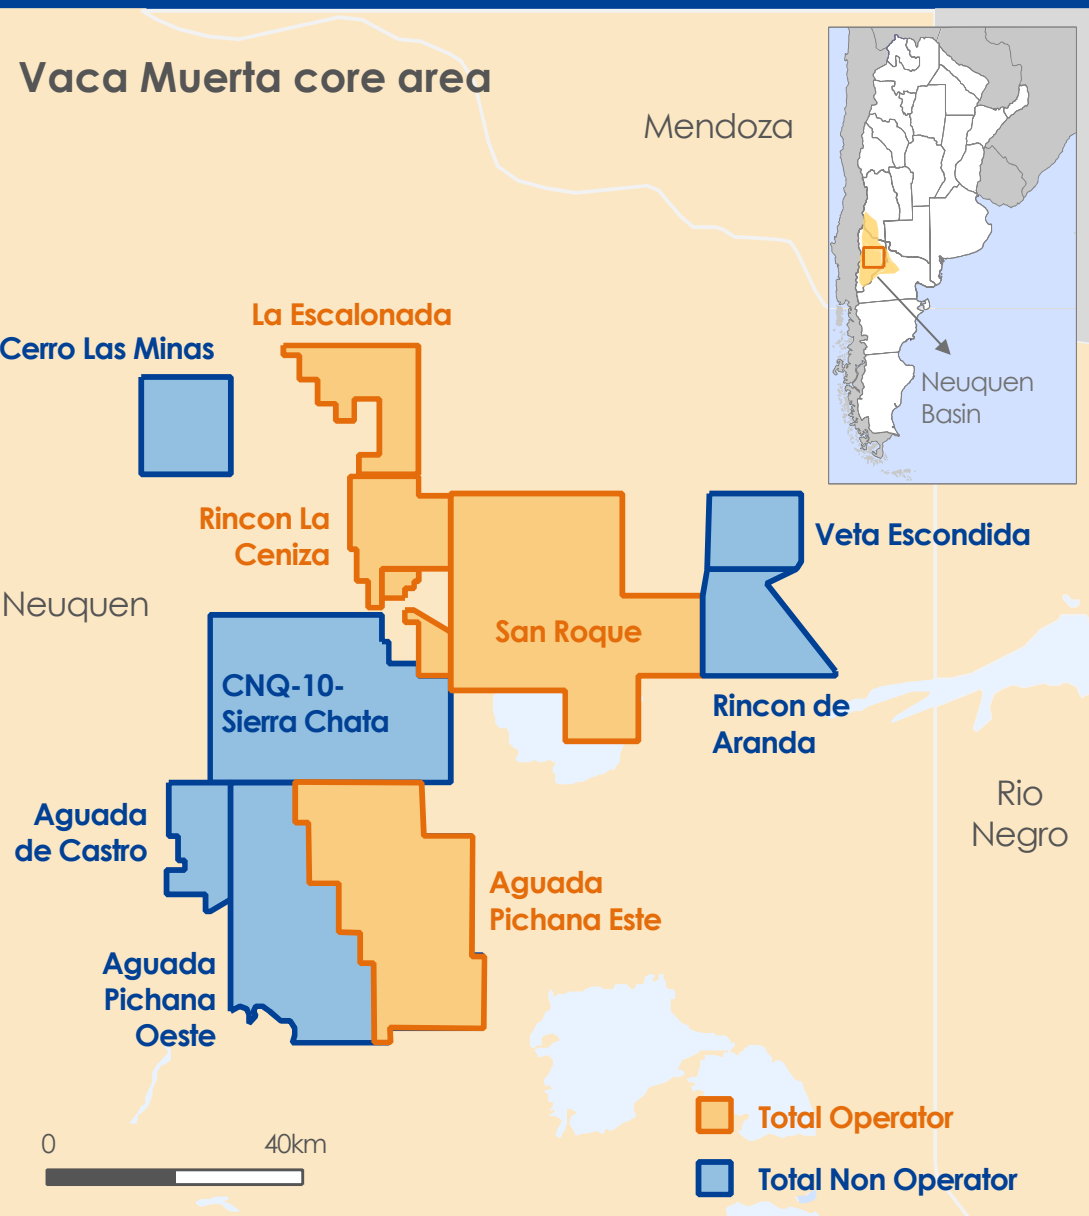 Vaca Muerta core area
Mendoza
Neuquen
Basin
La Escalonada
Cerro Las Minas
Rincon La
Ceniza
Veta Escondida
Neuquen
San Roque
CNQ-10-
Sierra Chata
Rincon de
Aranda
Rio
Negro
Aguada
de Castro
Aguada
Pichana Este
Aguada
Pichana
Oeste
Total Operator
Total Non Operator
0
40km